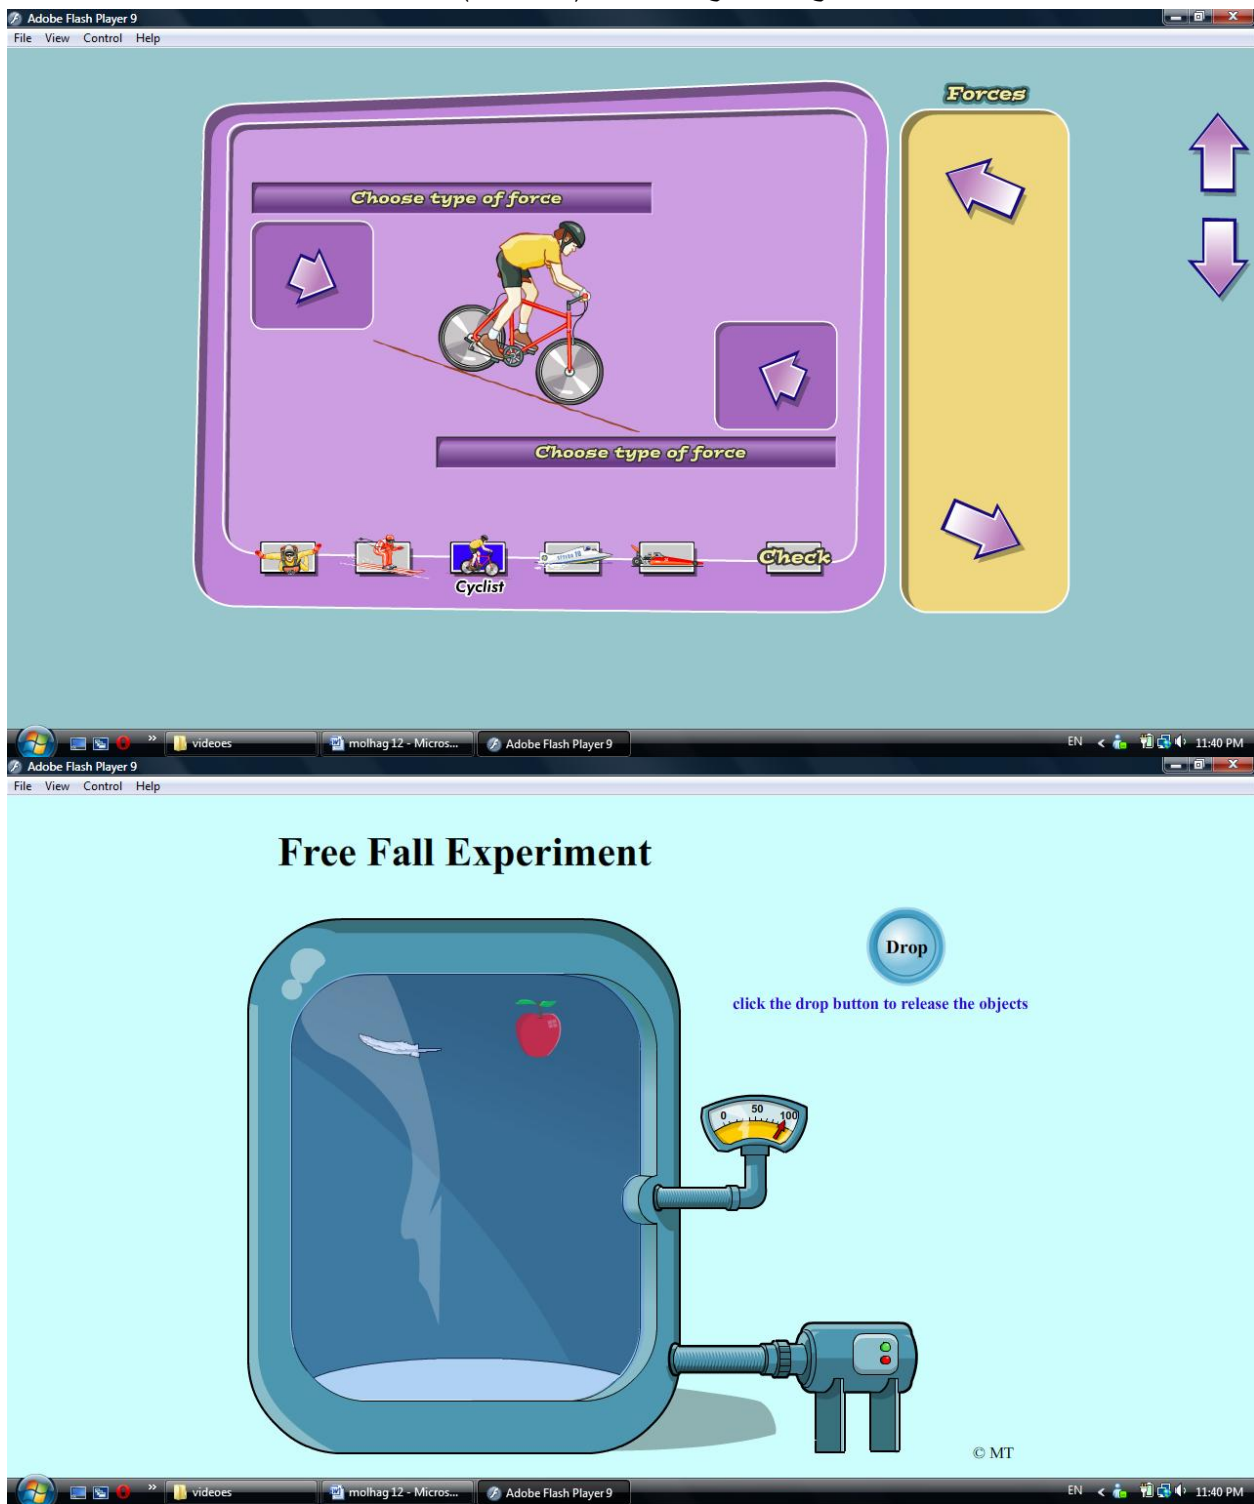 Adobe Flash Player 9
File View Control Help
Forces
Choose type of force
Choose type of force
Check
Cyclist
videoes
molhag 12 - Micros...
Adobe Flash Player 9
EN
11:40 PM
Adobe Flash Player 9
File View Control Help
Free Fall Experiment
Drop
click the drop button to release the objects
0 50 100
© MT
videoes
molhag 12 - Micros...
Adobe Flash Player 9
EN
11:40 PM